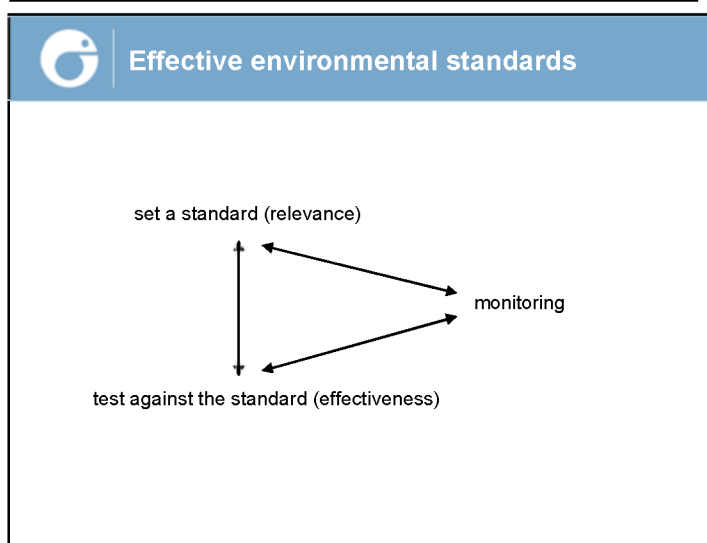 Effective environmental standards
set a standard (relevance)
monitoring
test against the standard (effectiveness)